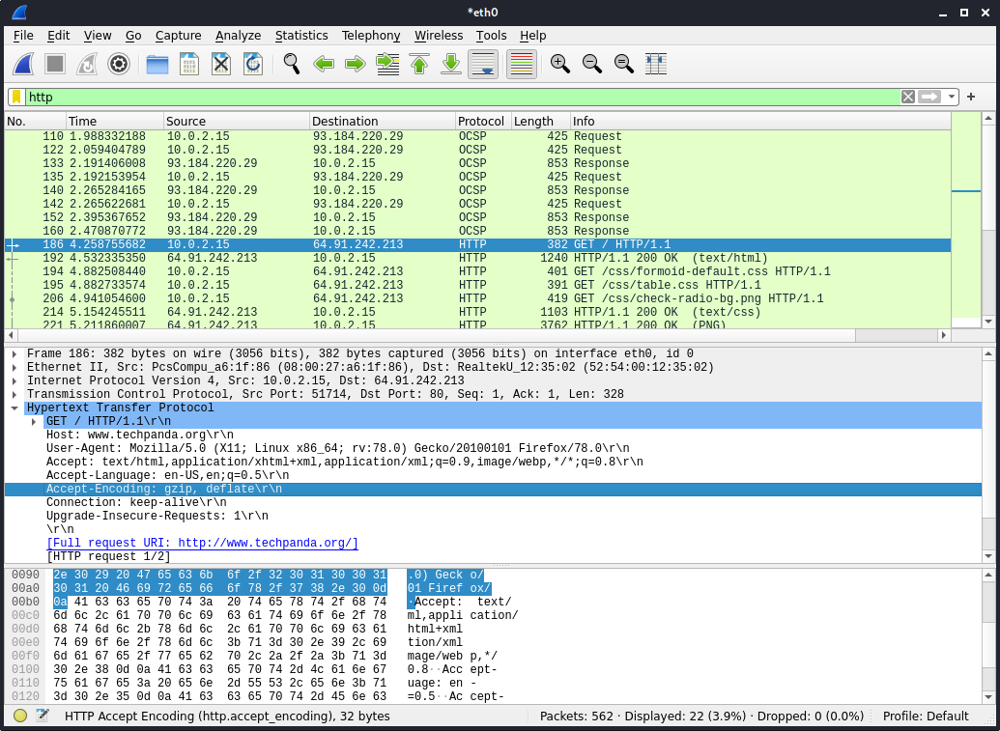 *eth0
File Edit View Go Capture Analyze Statistics Telephony Wireless Tools Help
http
No. Time Source Destination Protocol Length Info
110 1.988332188 10.0.2.15 93.184.220.29 OCSP 425 Request
122 2.059404789 10.0.2.15 93.184.220.29 OCSP 425 Request
133 2.191406008 93.184.220.29 10.0.2.15 OCSP 853 Response
135 2.192153954 10.0.2.15 93.184.220.29 OCSP 425 Request
140 2.265284165 93.184.220.29 10.0.2.15 OCSP 853 Response
142 2.265622681 10.0.2.15 93.184.220.29 OCSP 425 Request
152 2.395367652 93.184.220.29 10.0.2.15 OCSP 853 Response
160 2.470870772 93.184.220.29 10.0.2.15 OCSP 853 Response
186 4.258755682 10.0.2.15 64.91.242.213 HTTP 382 GET / HTTP/1.1
192 4.532335350 64.91.242.213 10.0.2.15 HTTP 1240 HTTP/1.1 200 OK (text/html)
194 4.882508440 10.0.2.15 64.91.242.213 HTTP 401 GET /css/formoid-default.css HTTP/1.1
195 4.882733574 10.0.2.15 64.91.242.213 HTTP 391 GET /css/table.css HTTP/1.1
206 4.941054600 10.0.2.15 64.91.242.213 HTTP 419 GET /css/check-radio-bg.png HTTP/1.1
214 5.154245511 64.91.242.213 10.0.2.15 HTTP 1103 HTTP/1.1 200 OK (text/css)
221 5.211860007 64.91.242.213 10.0.2.15 HTTP 3762 HTTP/1.1 200 OK (PNG)
Frame 186: 382 bytes on wire (3056 bits), 382 bytes captured (3056 bits) on interface eth0, id 0
Ethernet II, Src: PcsCompu_a6:1f:86 (08:00:27:a6:1f:86), Dst: RealtekU_12:35:02 (52:54:00:12:35:02)
Internet Protocol Version 4, Src: 10.0.2.15, Dst: 64.91.242.213
Transmission Control Protocol, Src Port: 51714, Dst Port: 80, Seq: 1, Ack: 1, Len: 328
Hypertext Transfer Protocol
GET / HTTP/1.1\r\n
Host: www.techpanda.org\r\n
User-Agent: Mozilla/5.0 (X11; Linux x86_64; rv:78.0) Gecko/20100101 Firefox/78.0\r\n
Accept: text/html,application/xhtml+xml,application/xml;q=0.9,image/webp,*/*;q=0.8\r\n
Accept-Language: en-US,en;q=0.5\r\n
Accept-Encoding: gzip, deflate\r\n
Connection: keep-alive\r\n
Upgrade-Insecure-Requests: 1\r\n
\r\n
[Full request URI: http://www.techpanda.org/]
[HTTP request 1/2]
0090 2e 30 29 20 47 65 63 6b 6f 2f 32 30 31 30 30 31 .0) Geck o/
00a0 30 31 20 46 69 72 65 66 6f 78 2f 37 38 2e 30 0d 01 Firef ox/
00b0 0a 41 63 63 65 70 74 3a 20 74 65 78 74 2f 68 74 ·Accept: text/
00c0 6d 6c 2c 61 70 70 6c 69 63 61 74 69 6f 6e 2f 78 ml,appli cation/
00d0 68 74 6d 6c 2b 78 6d 6c 2c 61 70 70 6c 69 63 61 html+xml
00e0 74 69 6f 6e 2f 78 6d 6c 3b 71 3d 30 2e 39 2c 69 tion/xml
00f0 6d 61 67 65 2f 77 65 62 70 2c 2a 2f 2a 3b 71 3d mage/web p,*/
0100 30 2e 38 0d 0a 41 63 63 65 70 74 2d 4c 61 6e 67 0.8··Acc ept-
0110 75 61 67 65 3a 20 65 6e 2d 55 53 2c 65 6e 3b 71 uage: en -
0120 3d 30 2e 35 0d 0a 41 63 63 65 70 74 2d 45 6e 63 =0.5··Ac cept-
HTTP Accept Encoding (http.accept_encoding), 32 bytes Packets: 562 · Displayed: 22 (3.9%) · Dropped: 0 (0.0%) Profile: Default